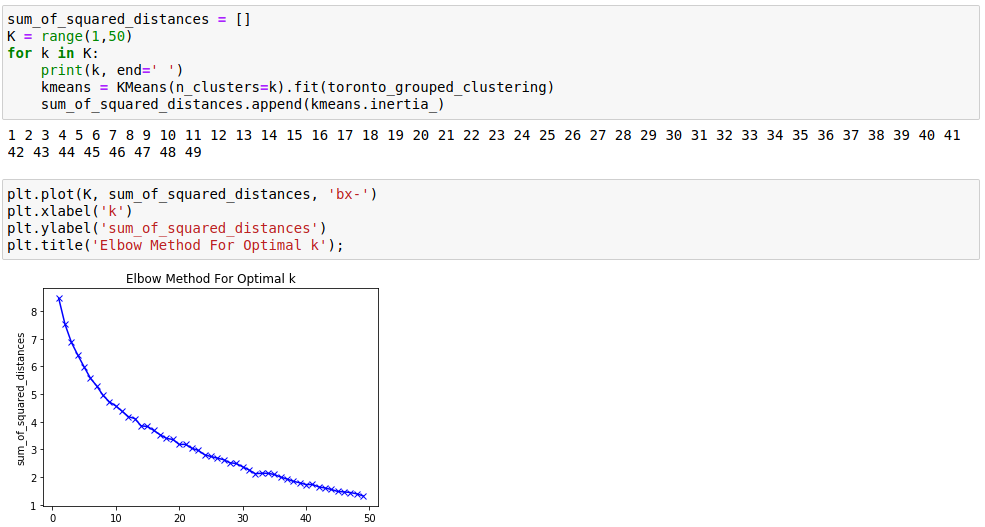 sum_of_squared_distances = []
K = range(1,50)
for k in K:
    print(k, end=' ')
    kmeans = KMeans(n_clusters=k).fit(toronto_grouped_clustering)
    sum_of_squared_distances.append(kmeans.inertia_)
1 2 3 4 5 6 7 8 9 10 11 12 13 14 15 16 17 18 19 20 21 22 23 24 25 26 27 28 29 30 31 32 33 34 35 36 37 38 39 40 41
42 43 44 45 46 47 48 49
plt.plot(K, sum_of_squared_distances, 'bx-')
plt.xlabel('k')
plt.ylabel('sum_of_squared_distances')
plt.title('Elbow Method For Optimal k');
Elbow Method For Optimal k
sum_of_squared_distances
8
7
6
5
4
3
2
1
0 10 20 30 40 50